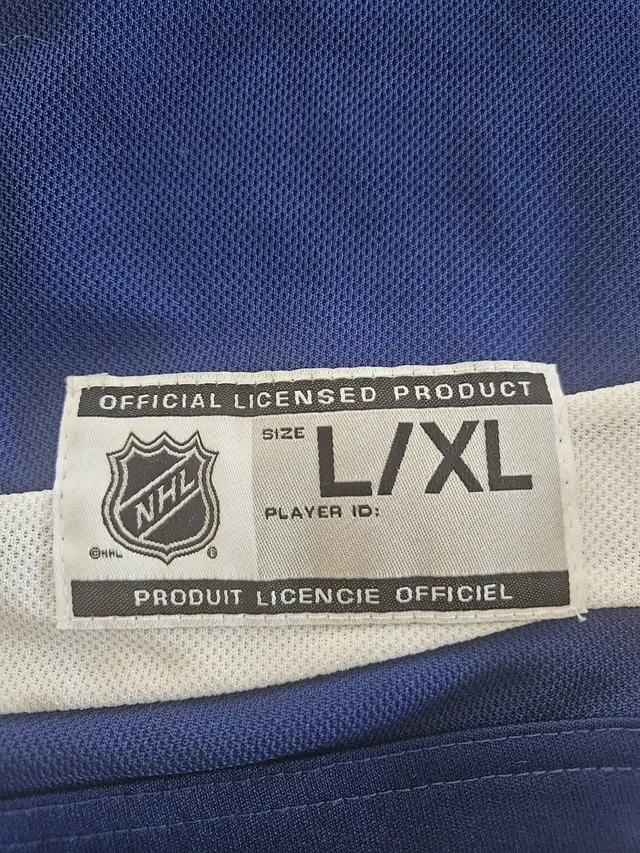 OFFICIAL LICENSED PRODUCT
SIZE L/XL
NHL
PLAYER ID:
©NHL
PRODUIT LICENCIE OFFICIEL